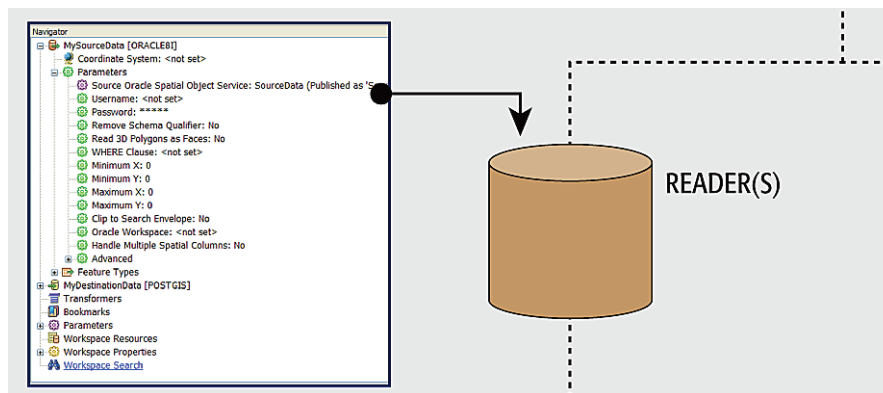 Navigator
MySourceData [ORACLE8I]
Coordinate System: <not set>
Parameters
Source Oracle Spatial Object Service: SourceData (Published as
Username: <not set>
Password: *****
Remove Schema Qualifier: No
Read 3D Polygons as Faces: No
WHERE Clause: <not set>
Minimum X: 0
Minimum Y: 0
Maximum X: 0
Maximum Y: 0
Clip to Search Envelope: No
Oracle Workspace: <not set>
Handle Multiple Spatial Columns: No
Advanced
Feature Types
MyDestinationData [POSTGIS]
Transformers
Bookmarks
Parameters
Workspace Resources
Workspace Properties
Workspace Search
READER(S)